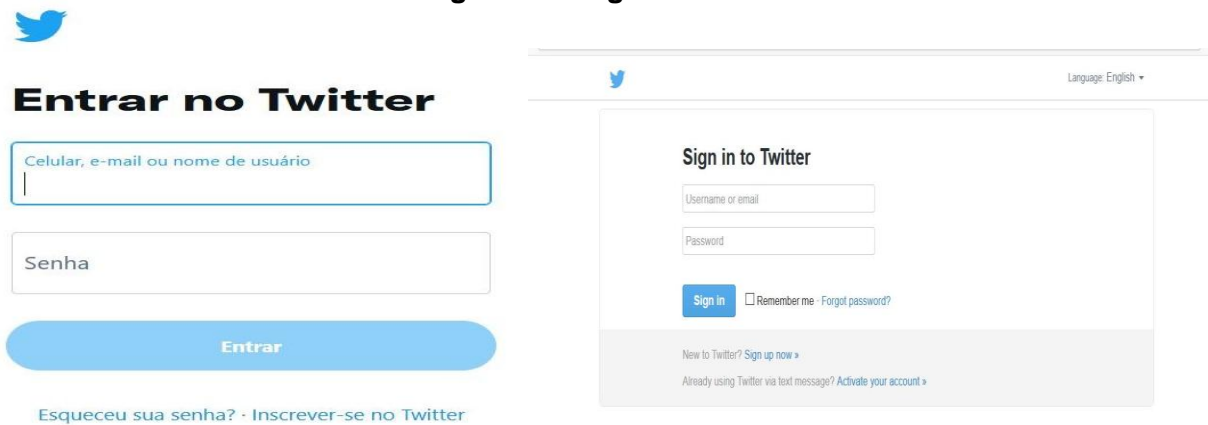 Entrar no Twitter
Celular, e-mail ou nome de usuário
Senha
Entrar
Esqueceu sua senha? · Inscrever-se no Twitter
Language: English
Sign in to Twitter
Username or email
Password
Sign in Remember me · Forgot password?
New to Twitter? Sign up now »
Already using Twitter via text message? Activate your account »